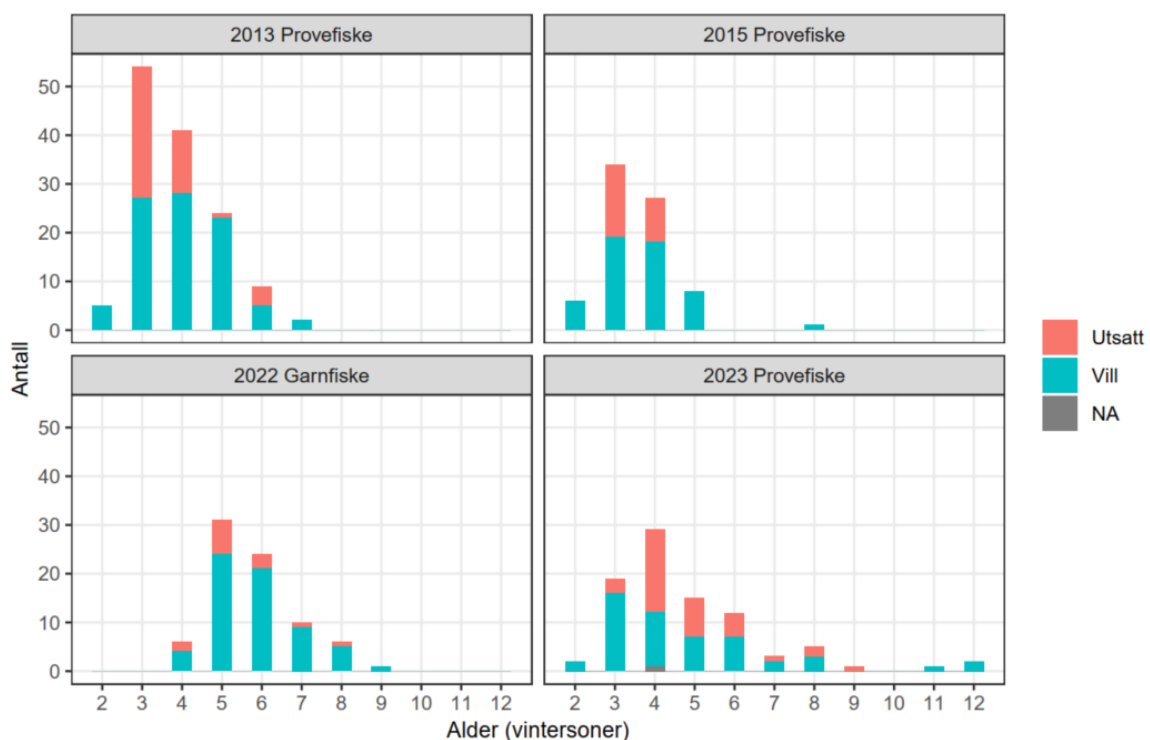 2013 Provefiske
2015 Provefiske
50
40
30
20
10
0
2022 Garnfiske
2023 Provefiske
50
40
30
20
10
0
2 3 4 5 6 7 8 9 10 11 12
2 3 4 5 6 7 8 9 10 11 12
Alder (vintersoner)
Antall
Utsatt
Vill
NA